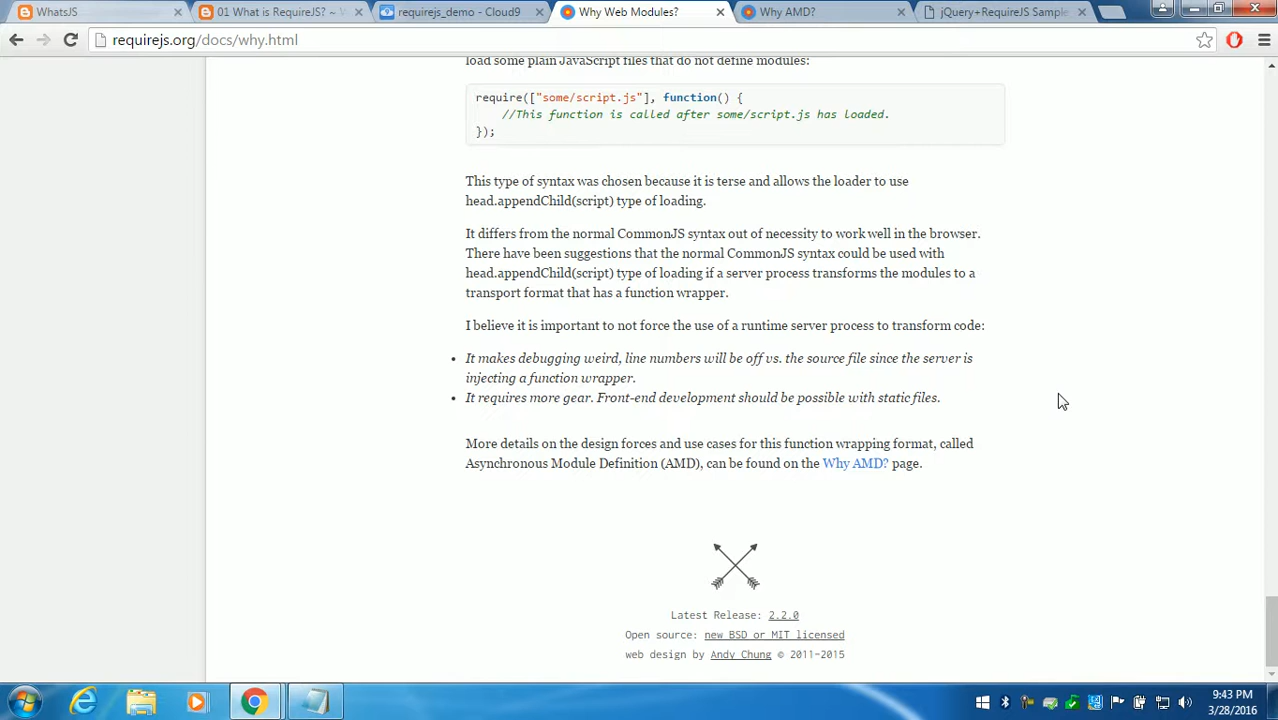 WhatsJS
01 What is RequireJS? ~ W
requirejs_demo - Cloud9
Why Web Modules?
Why AMD?
jQuery+RequireJS Sample
requirejs.org/docs/why.html
load some plain JavaScript files that do not define modules:
require(["some/script.js"], function() {
//This function is called after some/script.js has loaded.
});
This type of syntax was chosen because it is terse and allows the loader to use
head.appendChild(script) type of loading.
It differs from the normal CommonJS syntax out of necessity to work well in the browser.
There have been suggestions that the normal CommonJS syntax could be used with
head.appendChild(script) type of loading if a server process transforms the modules to a
transport format that has a function wrapper.
I believe it is important to not force the use of a runtime server process to transform code:
• It makes debugging weird, line numbers will be off vs. the source file since the server is
injecting a function wrapper.
• It requires more gear. Front-end development should be possible with static files.
More details on the design forces and use cases for this function wrapping format, called
Asynchronous Module Definition (AMD), can be found on the Why AMD? page.
Latest Release: 2.2.0
Open source: new BSD or MIT licensed
web design by Andy Chung © 2011-2015
9:43 PM
3/28/2016